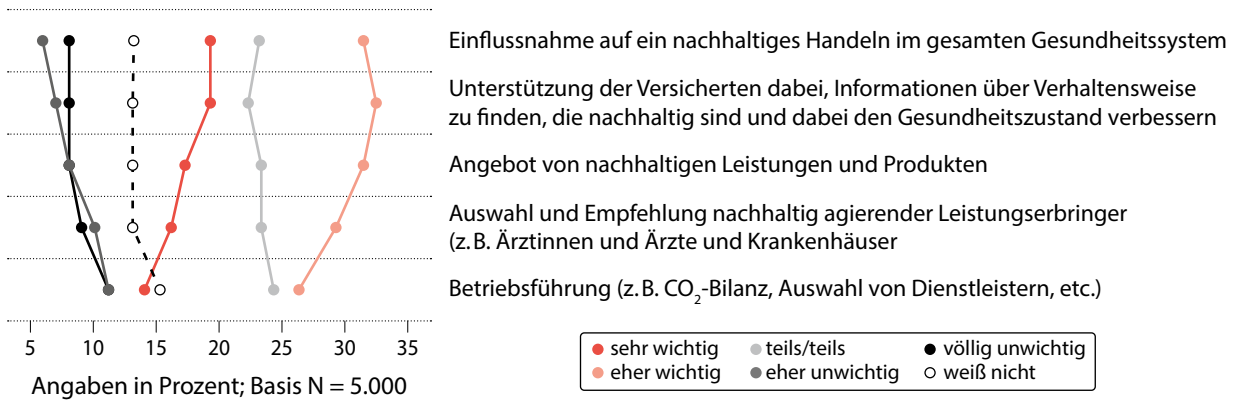 Einflussnahme auf ein nachhaltiges Handeln im gesamten Gesundheitssystem
Unterstützung der Versicherten dabei, Informationen über Verhaltensweise
zu finden, die nachhaltig sind und dabei den Gesundheitszustand verbessern
Angebot von nachhaltigen Leistungen und Produkten
Auswahl und Empfehlung nachhaltig agierender Leistungserbringer
(z.B. Ärztinnen und Ärzte und Krankenhäuser
Betriebsführung (z.B. CO₂-Bilanz, Auswahl von Dienstleistern, etc.)
5 10 15 20 25 30 35
Angaben in Prozent; Basis N = 5.000
sehr wichtig teils/teils völlig unwichtig
eher wichtig eher unwichtig weiß nicht